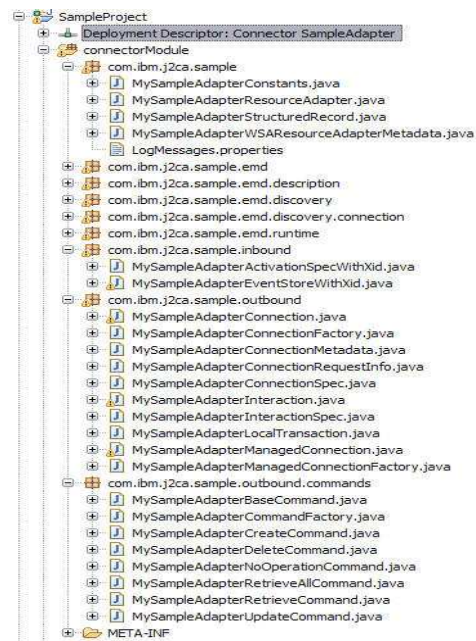 SampleProject
Deployment Descriptor: Connector SampleAdapter
connectorModule
com.ibm.j2ca.sample
MySampleAdapterConstants.java
MySampleAdapterResourceAdapter.java
MySampleAdapterStructuredRecord.java
MySampleAdapterWSAResourceAdapterMetadata.java
LogMessages.properties
com.ibm.j2ca.sample.emd
com.ibm.j2ca.sample.emd.description
com.ibm.j2ca.sample.emd.discovery
com.ibm.j2ca.sample.emd.discovery.connection
com.ibm.j2ca.sample.emd.runtime
com.ibm.j2ca.sample.inbound
MySampleAdapterActivationSpecWithXid.java
MySampleAdapterEventStoreWithXid.java
com.ibm.j2ca.sample.outbound
MySampleAdapterConnection.java
MySampleAdapterConnectionFactory.java
MySampleAdapterConnectionMetadata.java
MySampleAdapterConnectionRequestInfo.java
MySampleAdapterConnectionSpec.java
MySampleAdapterInteraction.java
MySampleAdapterInteractionSpec.java
MySampleAdapterLocalTransaction.java
MySampleAdapterManagedConnection.java
MySampleAdapterManagedConnectionFactory.java
com.ibm.j2ca.sample.outbound.commands
MySampleAdapterBaseCommand.java
MySampleAdapterCommandFactory.java
MySampleAdapterCreateCommand.java
MySampleAdapterDeleteCommand.java
MySampleAdapterNoOperationCommand.java
MySampleAdapterRetrieveAllCommand.java
MySampleAdapterRetrieveCommand.java
MySampleAdapterUpdateCommand.java
META-INF